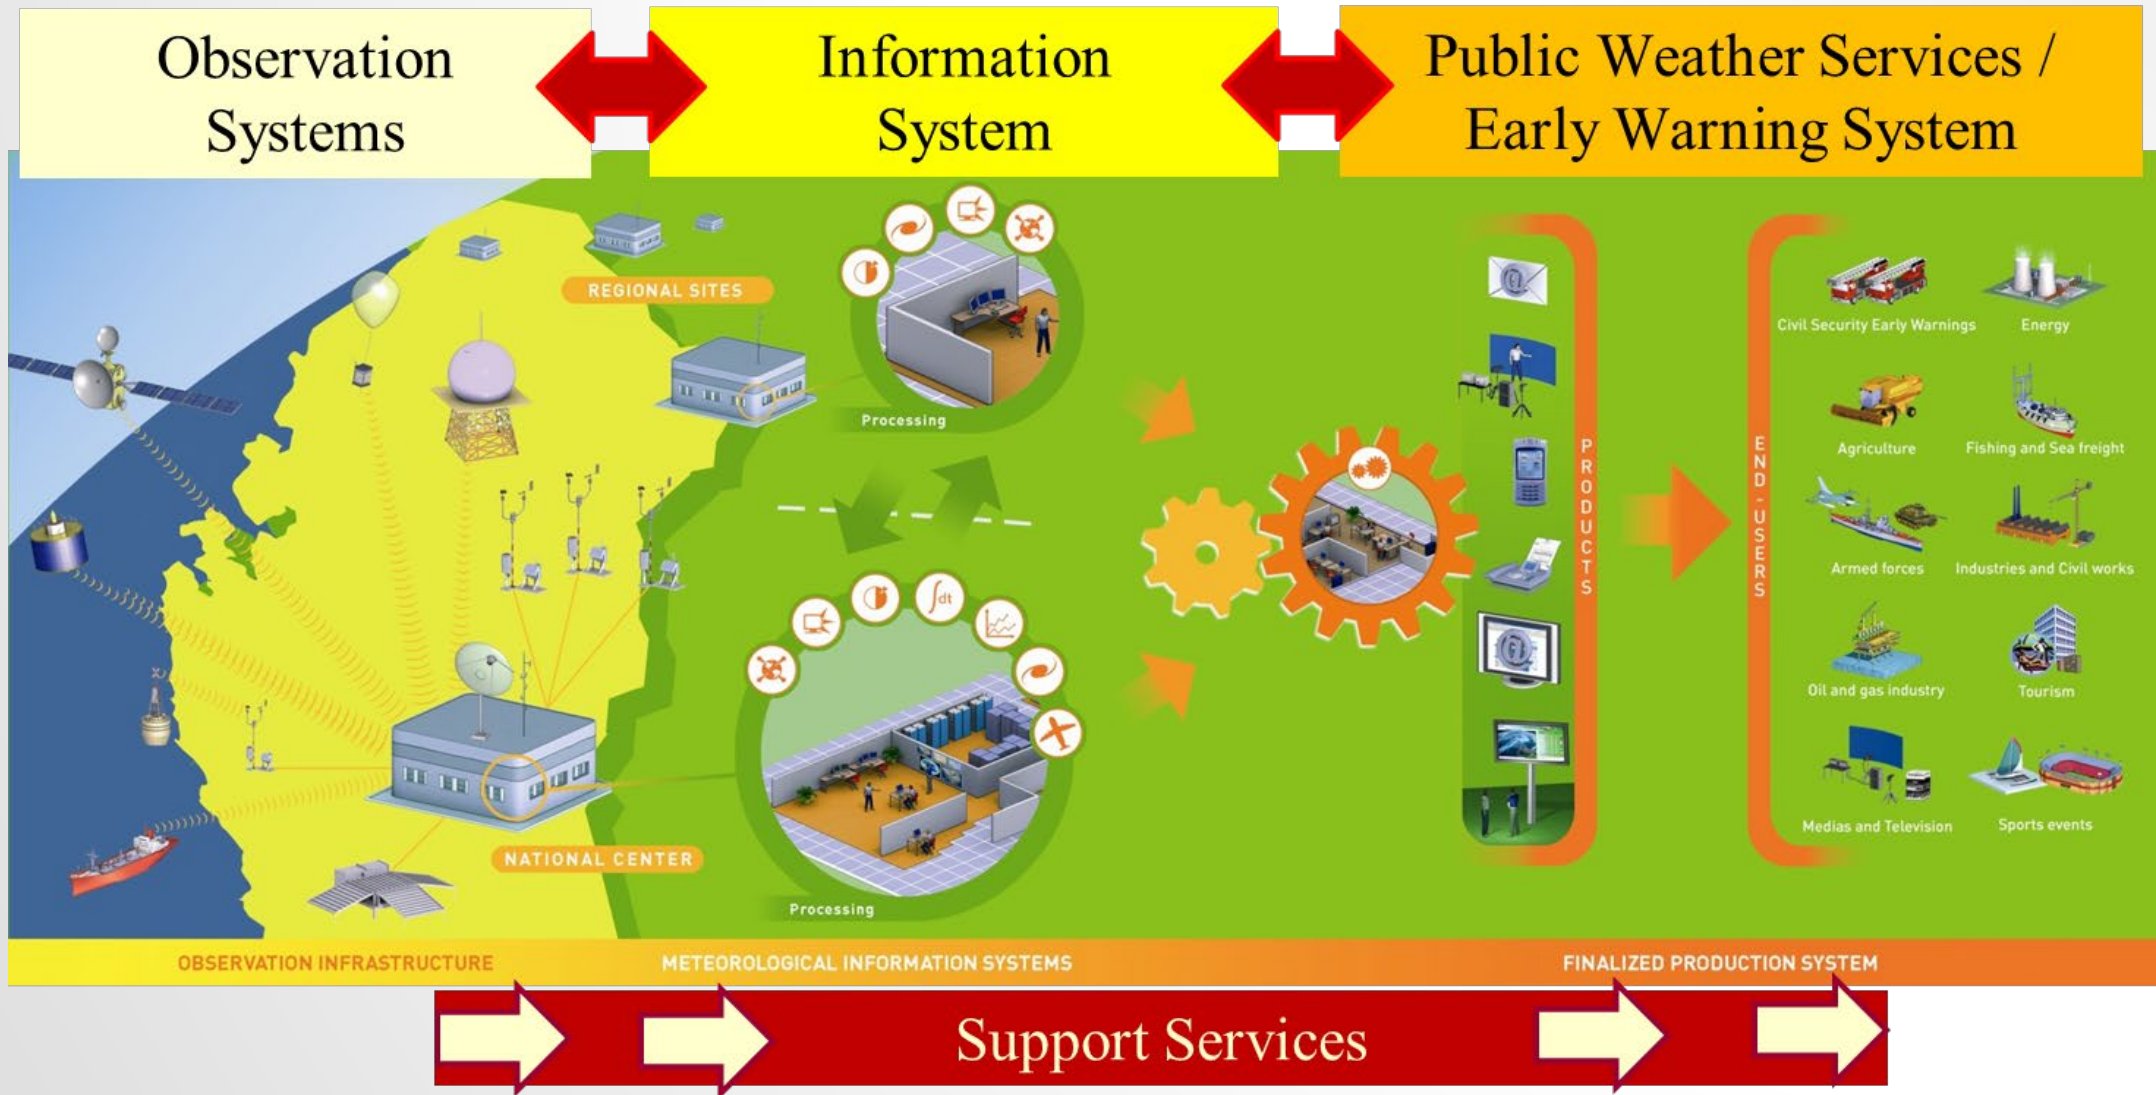 Observation
Systems
Information
System
Public Weather Services /
Early Warning System
REGIONAL SITES
Processing
NATIONAL CENTER
Processing
∫dt
@
@
PRODUCTS
END-USERS
Civil Security Early Warnings
Energy
Agriculture
Fishing and Sea freight
Armed forces
Industries and Civil works
Oil and gas industry
Tourism
Medias and Television
Sports events
OBSERVATION INFRASTRUCTURE
METEOROLOGICAL INFORMATION SYSTEMS
FINALIZED PRODUCTION SYSTEM
Support Services